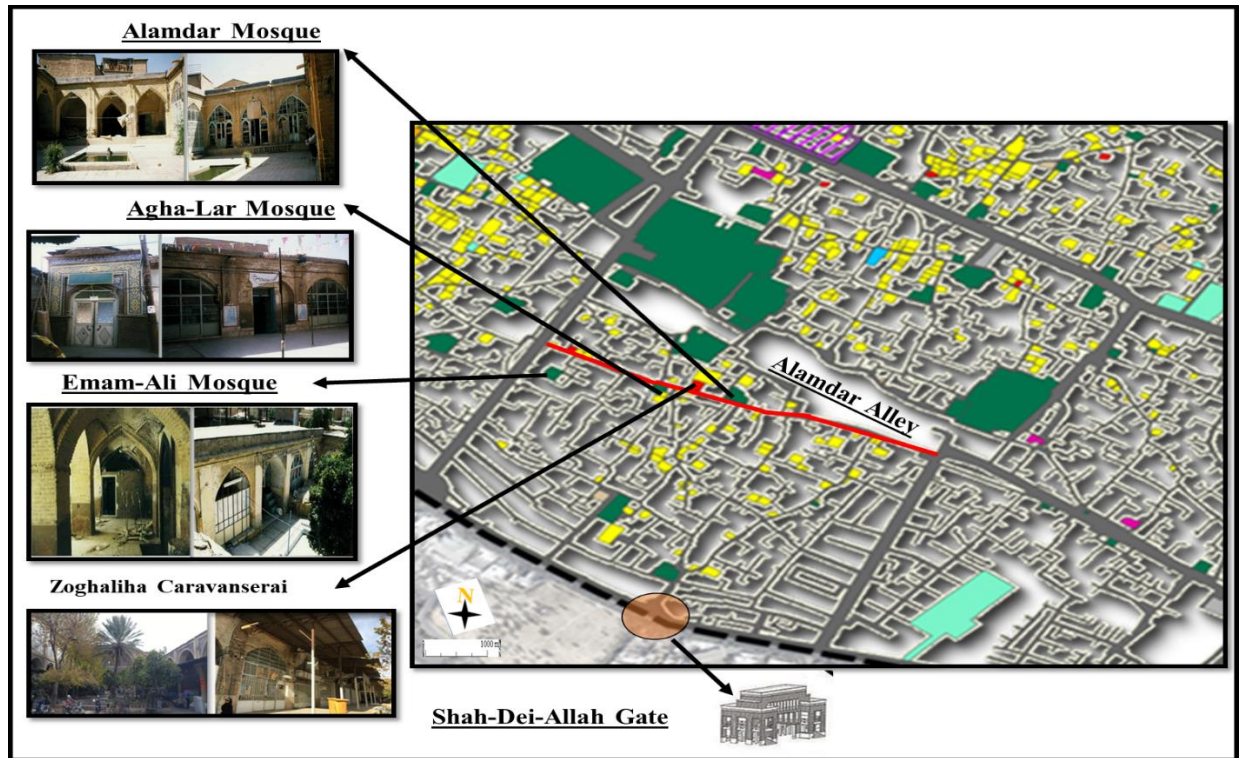 Alamdar Mosque
Agha-Lar Mosque
Emam-Ali Mosque
Zoghaliha Caravanserai
Alamdar Alley
N
1000 m
Shah-Dei-Allah Gate